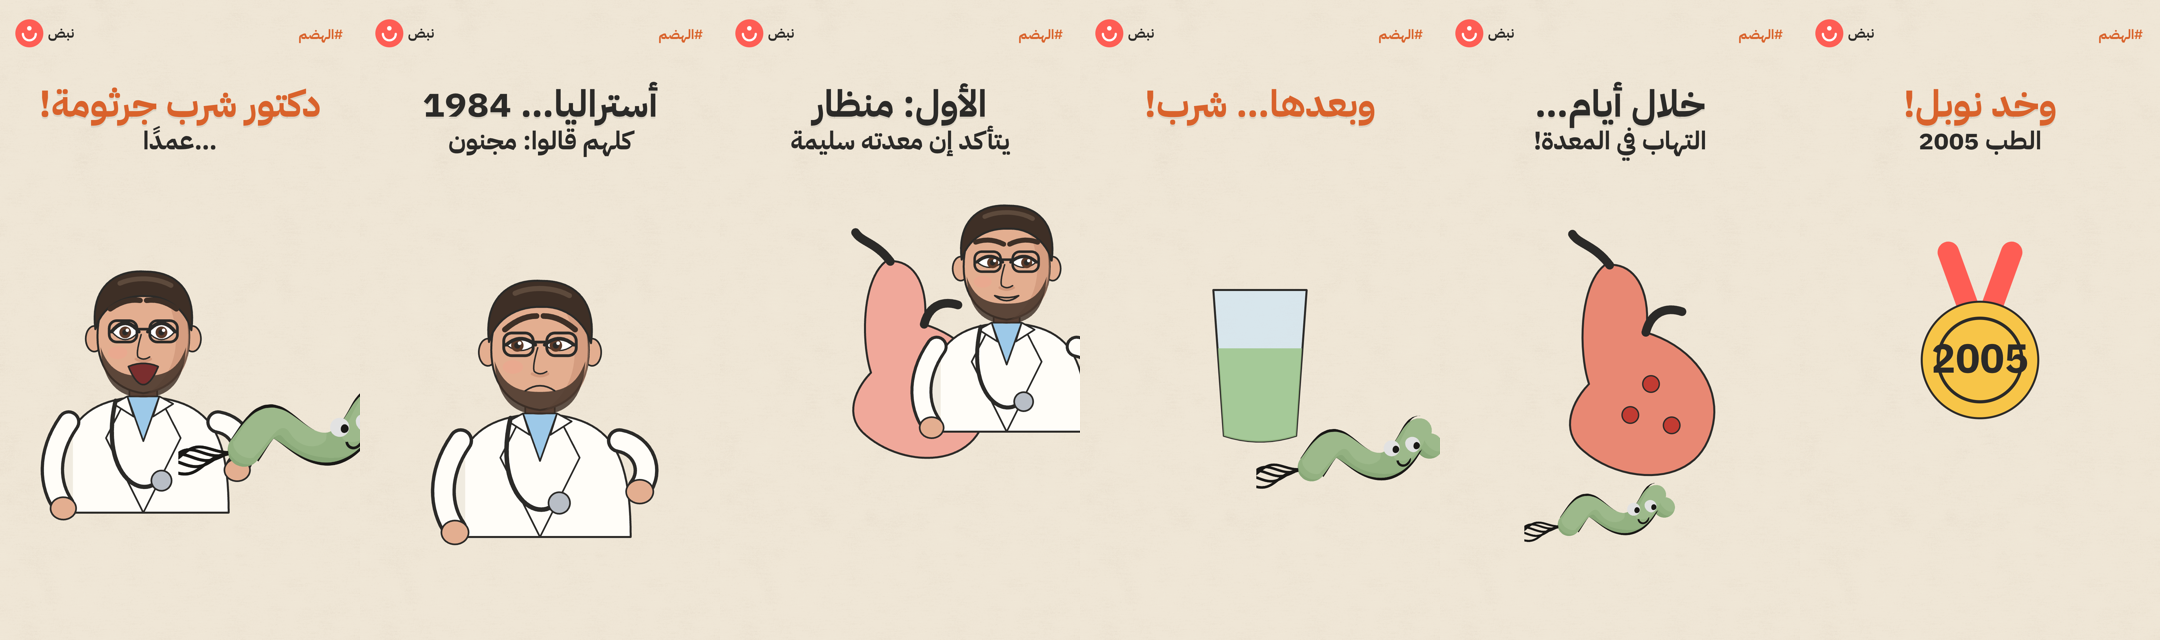 نبض
#الهضم
دكتور شرب جرثومة!
...عمدًا
نبض
#الهضم
أستراليا... 1984
كلهم قالوا: مجنون
نبض
#الهضم
الأول: منظار
يتأكد إن معدته سليمة
نبض
#الهضم
وبعدها... شرب!
نبض
#الهضم
خلال أيام...
التهاب في المعدة!
نبض
#الهضم
وخد نوبل!
الطب 2005
2005